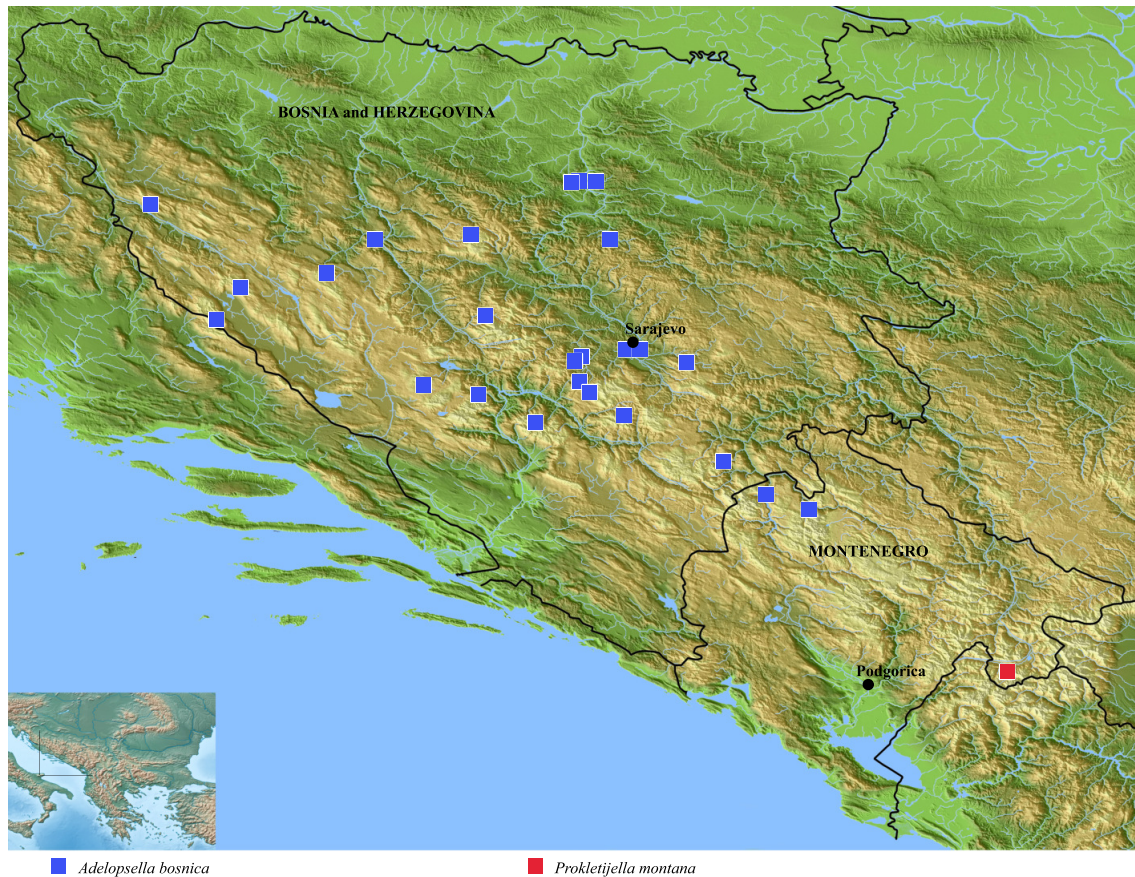 BOSNIA and HERZEGOVINA
Sarajevo
MONTENEGRO
Podgorica
Adelopsella bosnica
Prokletijella montana